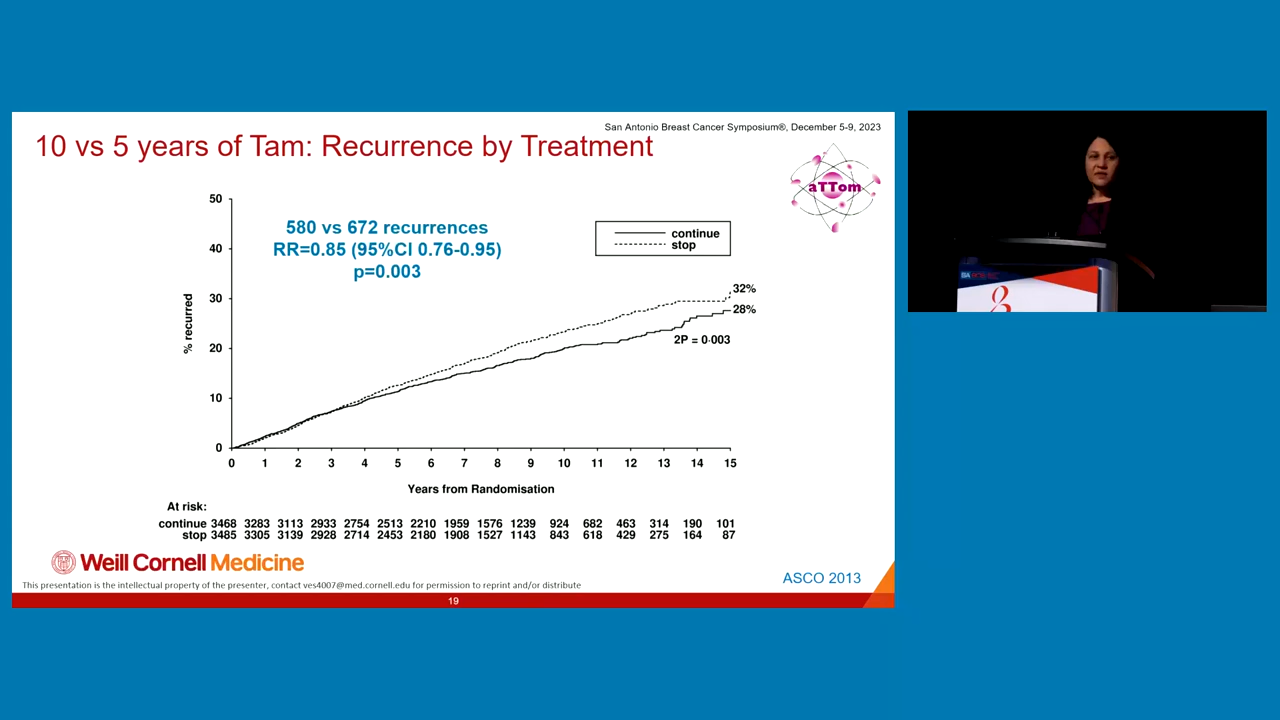 San Antonio Breast Cancer Symposium®, December 5-9, 2023
10 vs 5 years of Tam: Recurrence by Treatment
aTTom
580 vs 672 recurrences
RR=0.85 (95%CI 0.76-0.95)
p=0.003
continue
stop
50
40
30
20
10
0
% recurred
32%
28%
2P = 0·003
0 1 2 3 4 5 6 7 8 9 10 11 12 13 14 15
Years from Randomisation
At risk:
continue 3468 3283 3113 2933 2754 2513 2210 1959 1576 1239 924 682 463 314 190 101
stop 3485 3305 3139 2928 2714 2453 2180 1908 1527 1143 843 618 429 275 164 87
Weill Cornell Medicine
ASCO 2013
This presentation is the intellectual property of the presenter, contact ves4007@med.cornell.edu for permission to reprint and/or distribute
19